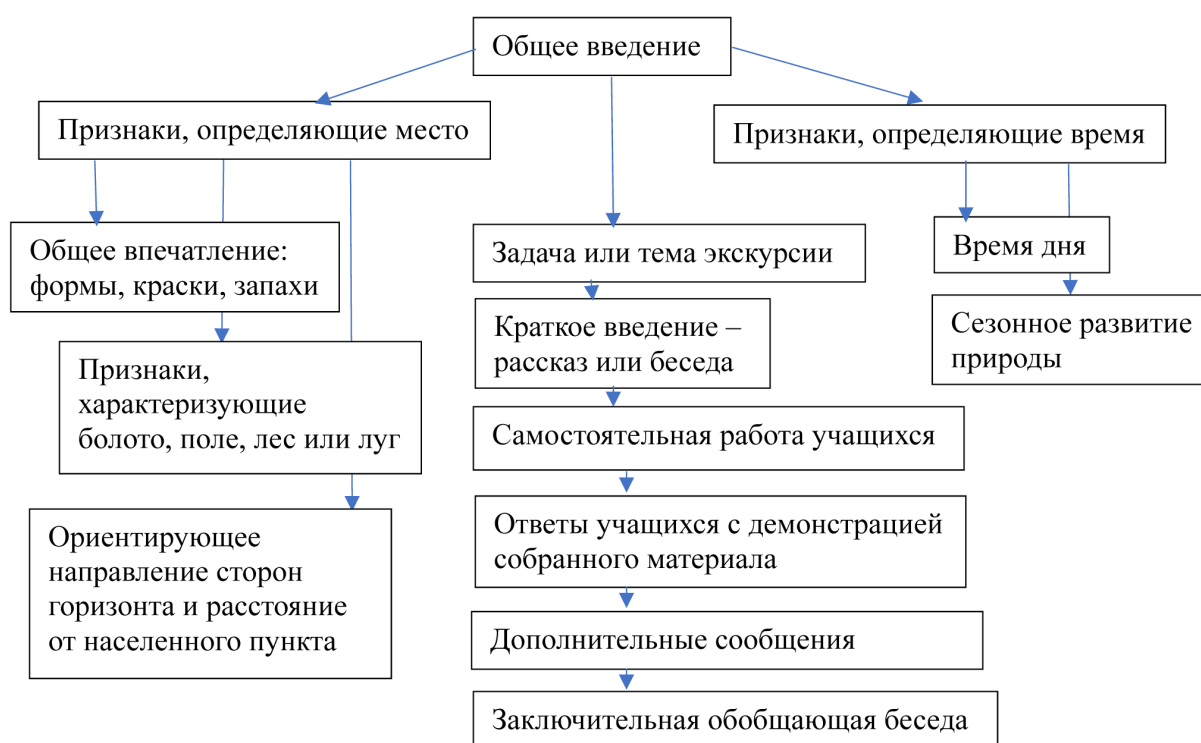 Общее введение
Признаки, определяющие место
Признаки, определяющие время
Общее впечатление:
формы, краски, запахи
Задача или тема экскурсии
Время дня
Краткое введение –
рассказ или беседа
Сезонное развитие
природы
Признаки,
характеризующие
болото, поле, лес или луг
Самостоятельная работа учащихся
Ориентирующее
направление сторон
горизонта и расстояние
от населенного пункта
Ответы учащихся с демонстрацией
собранного материала
Дополнительные сообщения
Заключительная обобщающая беседа